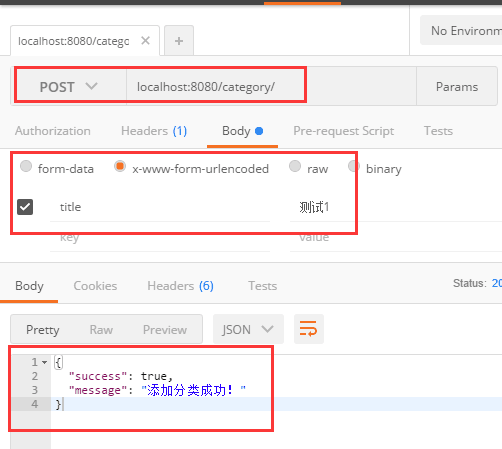 localhost:8080/catego
No Environm
POST
localhost:8080/category/
Params
Authorization
Headers (1)
Body
Pre-request Script
Tests
form-data
x-www-form-urlencoded
raw
binary
title
测试1
key
value
Body
Cookies
Headers (6)
Tests
Status: 20
Pretty
Raw
Preview
JSON
1 {
2 "success": true,
3 "message": "添加分类成功！"
4 }